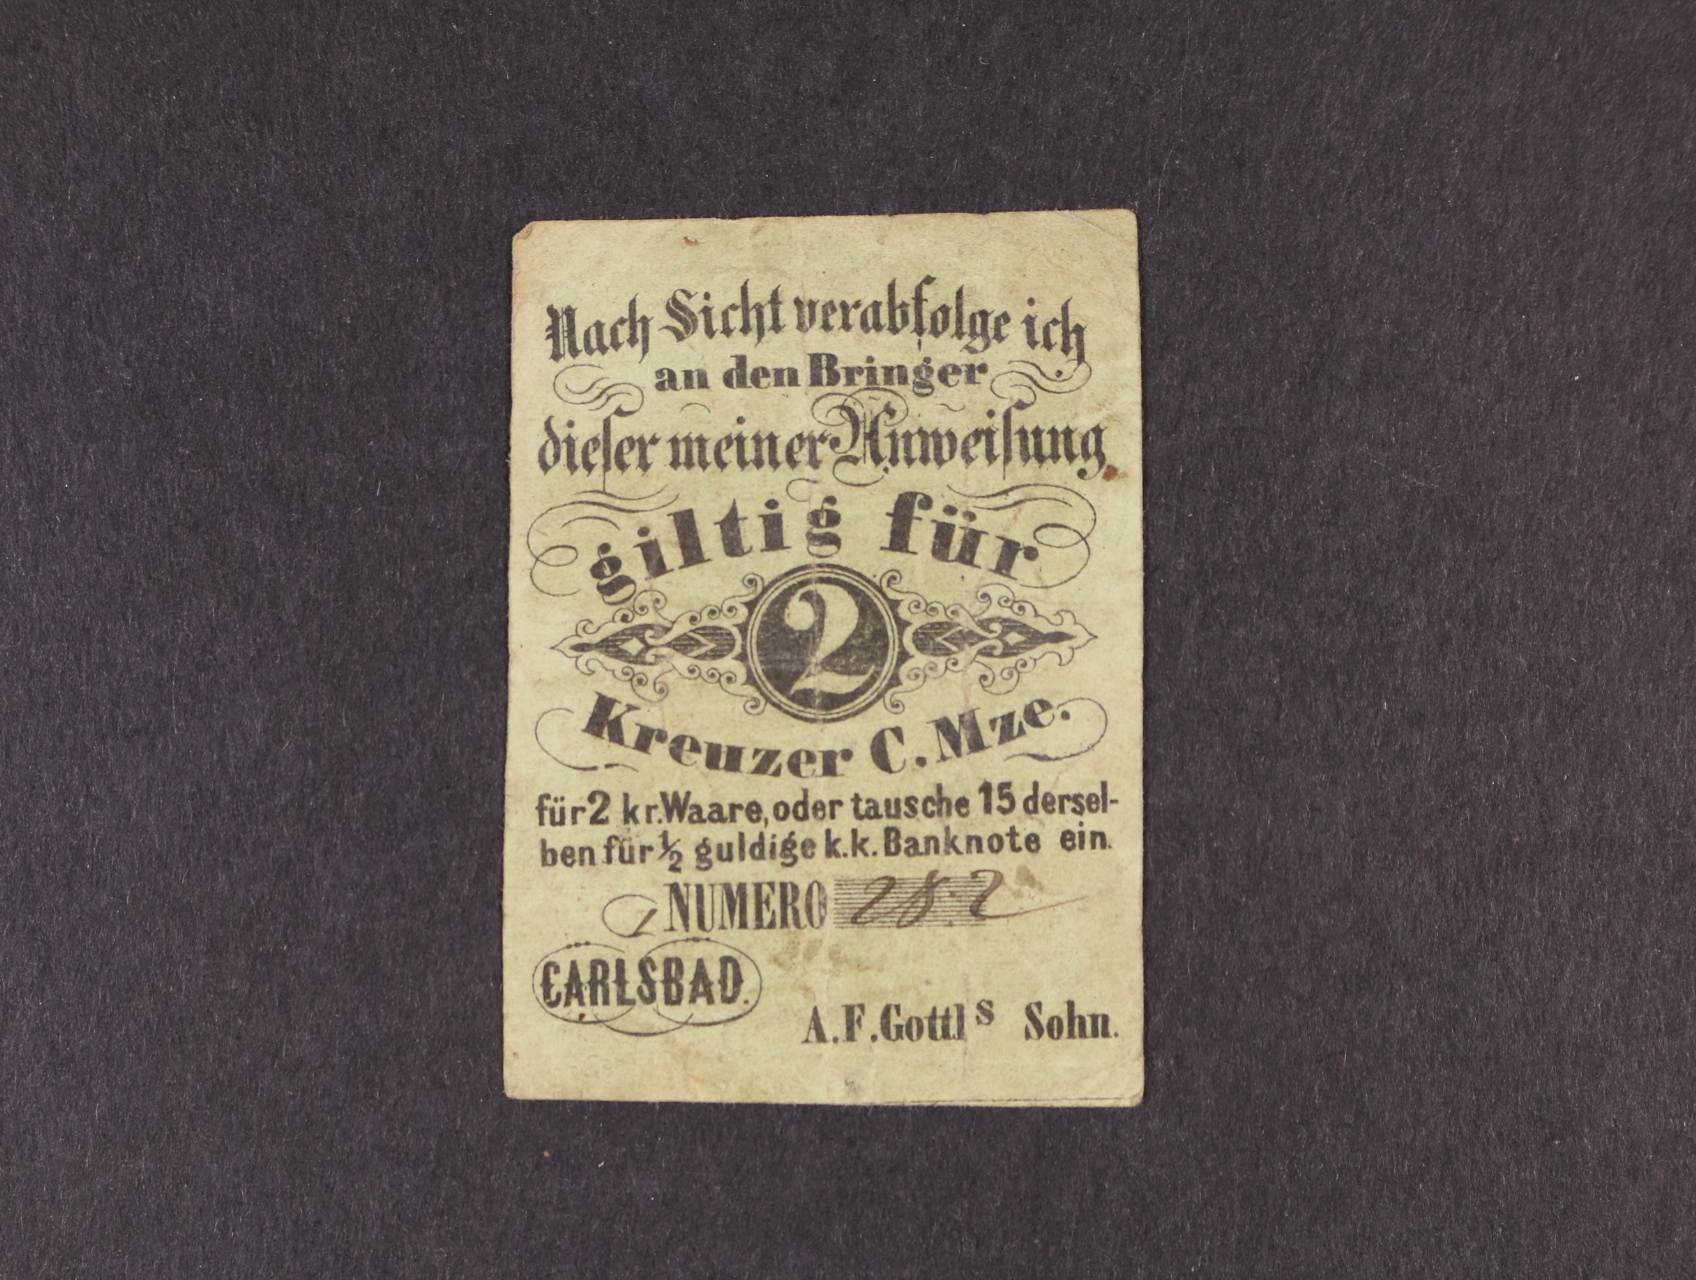 Nach Sicht verabfolge ich
an den Bringer
dieser meiner Anweisung
giltig für
2
Kreuzer C. Mze.
für 2 kr. Waare, oder tausche 15 dersel-
ben für ½ guldige k. k. Banknote ein.
NUMERO 282
CARLSBAD.
A. F. Gottl s Sohn.